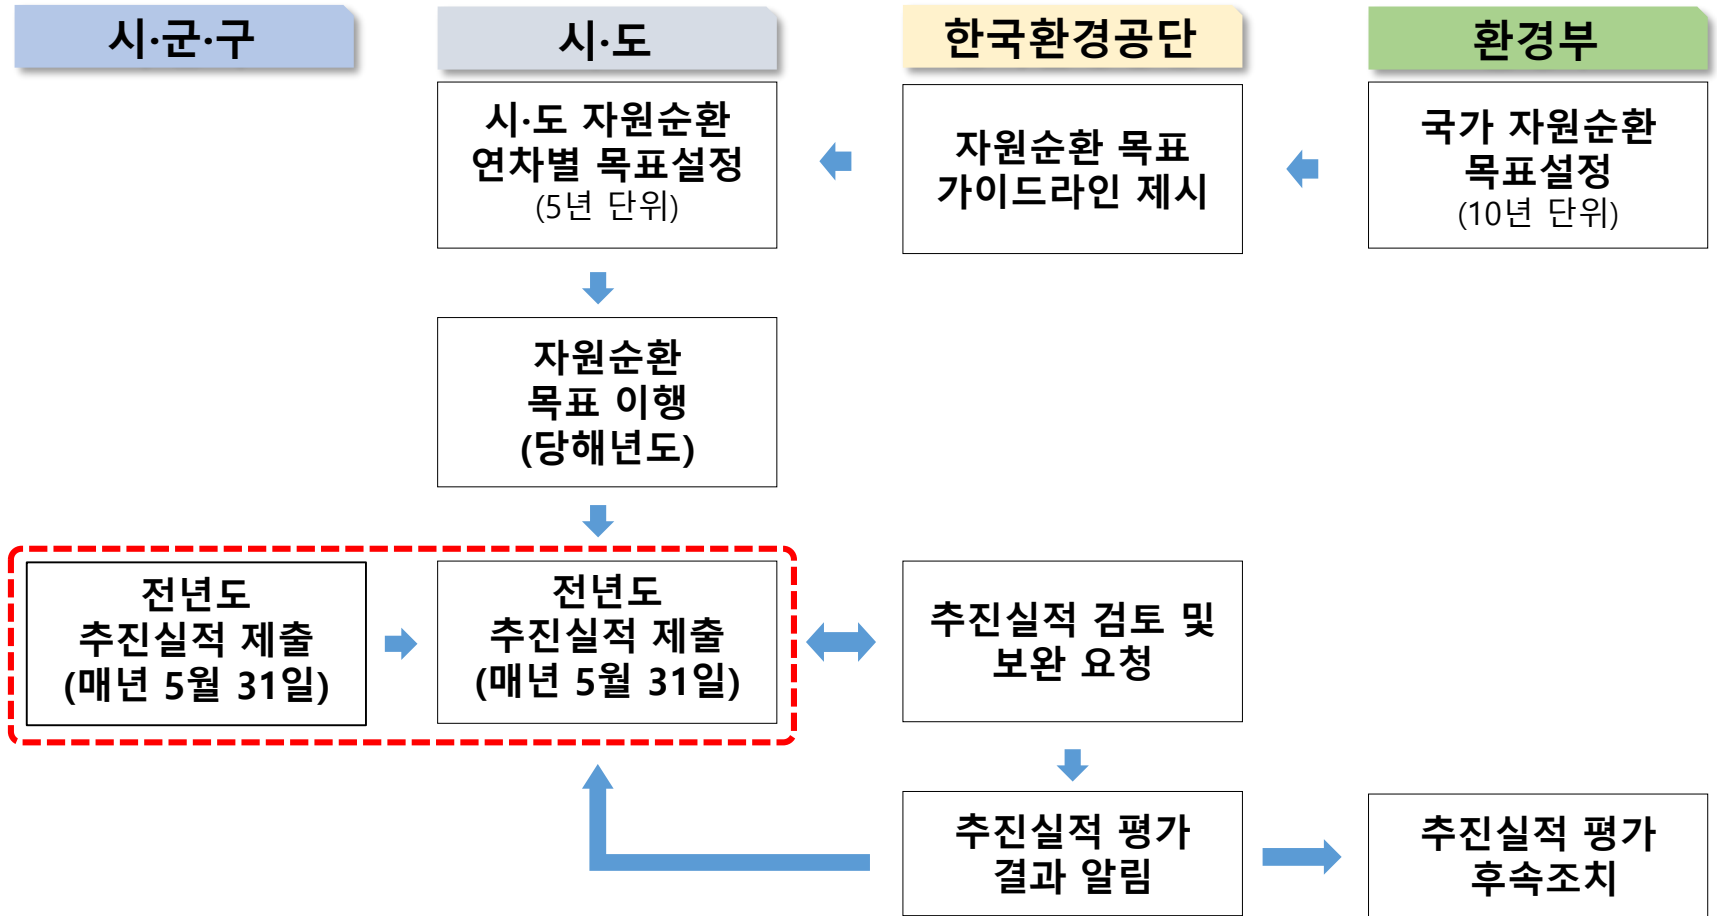 시·군·구
시·도
한국환경공단
환경부
시·도 자원순환
연차별 목표설정
(5년 단위)
자원순환 목표
가이드라인 제시
국가 자원순환
목표설정
(10년 단위)
자원순환
목표 이행
(당해년도)
전년도
추진실적 제출
(매년 5월 31일)
전년도
추진실적 제출
(매년 5월 31일)
추진실적 검토 및
보완 요청
추진실적 평가
결과 알림
추진실적 평가
후속조치